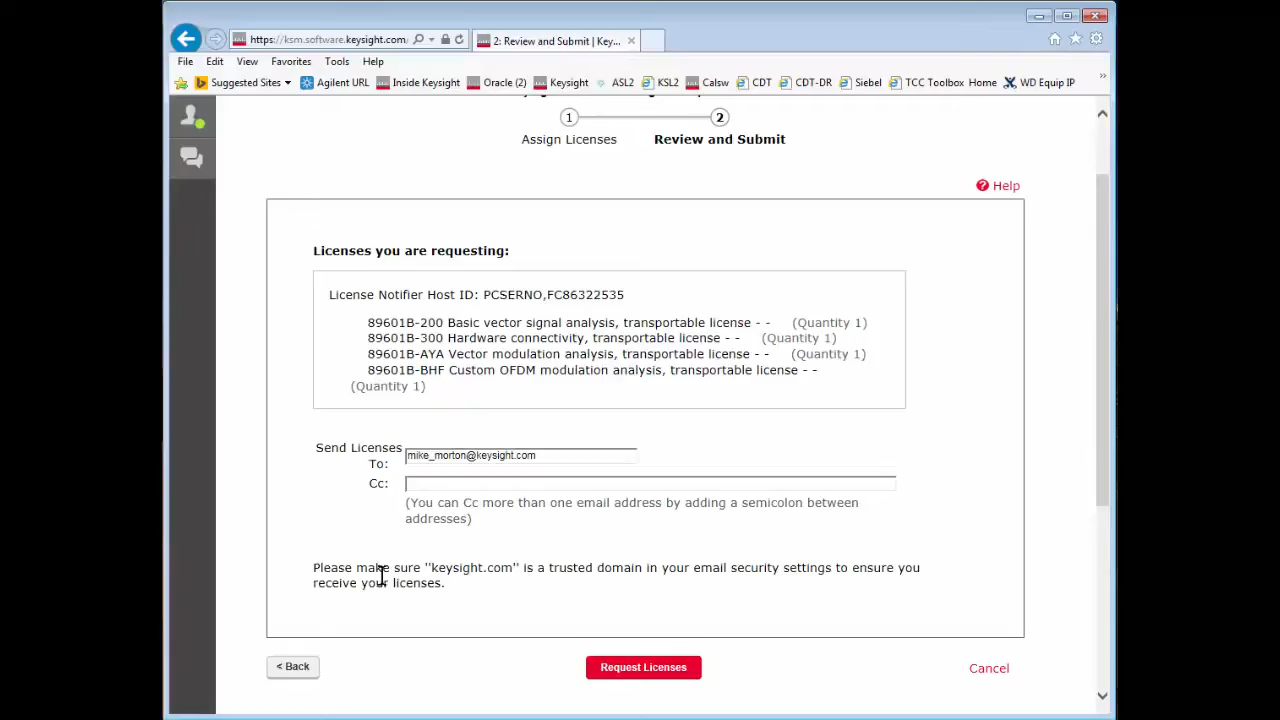 https://ksm.software.keysight.com/
2: Review and Submit | Key...
File Edit View Favorites Tools Help
Suggested Sites Agilent URL Inside Keysight Oracle (2) Keysight ASL2 KSL2 Calsw CDT CDT-DR Siebel TCC Toolbox Home WD Equip IP
1 2
Assign Licenses Review and Submit
Help
Licenses you are requesting:
License Notifier Host ID: PCSERNO,FC86322535
89601B-200 Basic vector signal analysis, transportable license - - (Quantity 1)
89601B-300 Hardware connectivity, transportable license - - (Quantity 1)
89601B-AYA Vector modulation analysis, transportable license - - (Quantity 1)
89601B-BHF Custom OFDM modulation analysis, transportable license - -
(Quantity 1)
Send Licenses
To: mike_morton@keysight.com
Cc:
(You can Cc more than one email address by adding a semicolon between
addresses)
Please make sure "keysight.com" is a trusted domain in your email security settings to ensure you
receive your licenses.
< Back Request Licenses Cancel